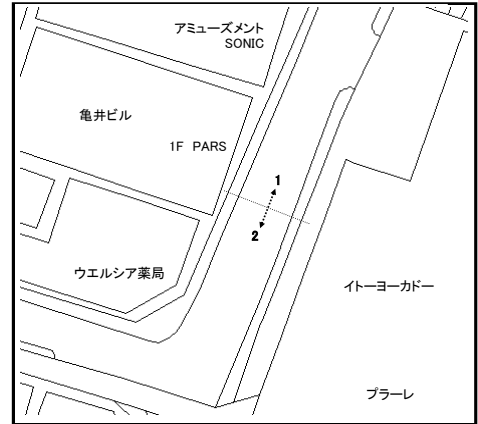 アミューズメント
SONIC
亀井ビル
1F PARS
1
2
ウエルシア薬局
イトーヨーカドー
プラーレ